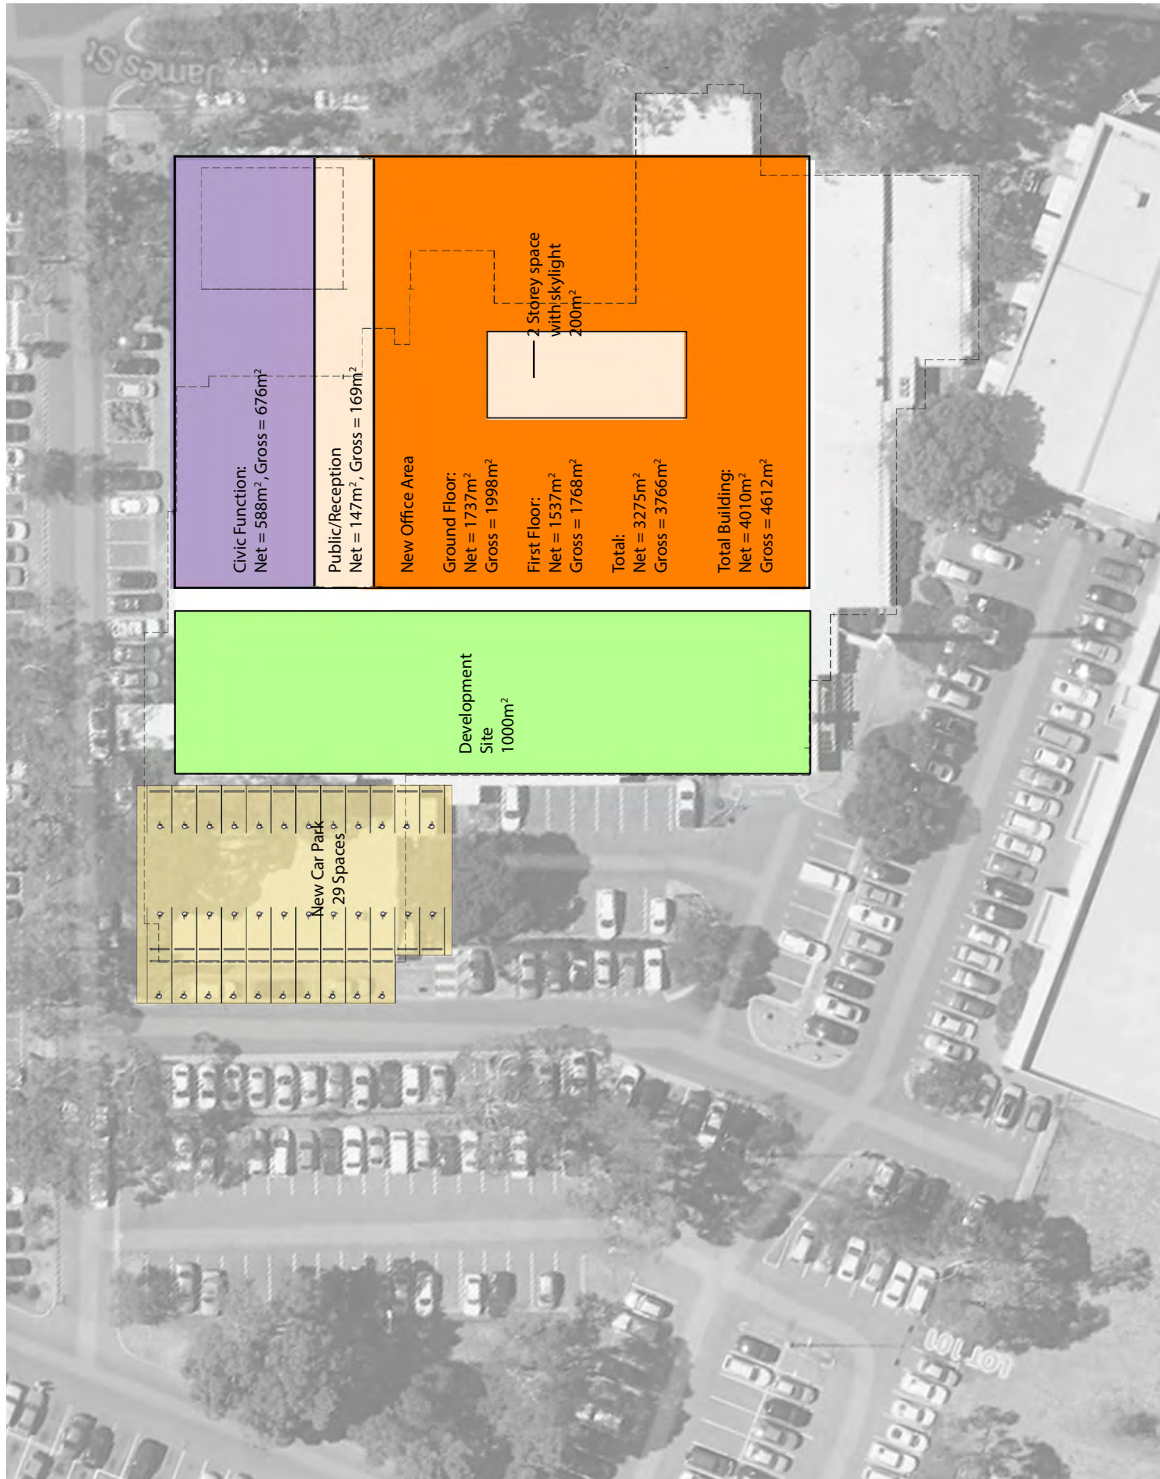 James St
Civic Function:
Net = 588m², Gross = 676m²
Public/Reception
Net = 147m², Gross = 169m²
New Office Area
Ground Floor:
Net = 1737m²
Gross = 1998m²
First Floor:
Net = 1537m²
Gross = 1768m²
Total:
Net = 3275m²
Gross = 3766m²
Total Building:
Net = 4010m²
Gross = 4612m²
2 Storey space
with skylight
200m²
Development
Site
1000m²
New Car Park
29 Spaces
LOT 101